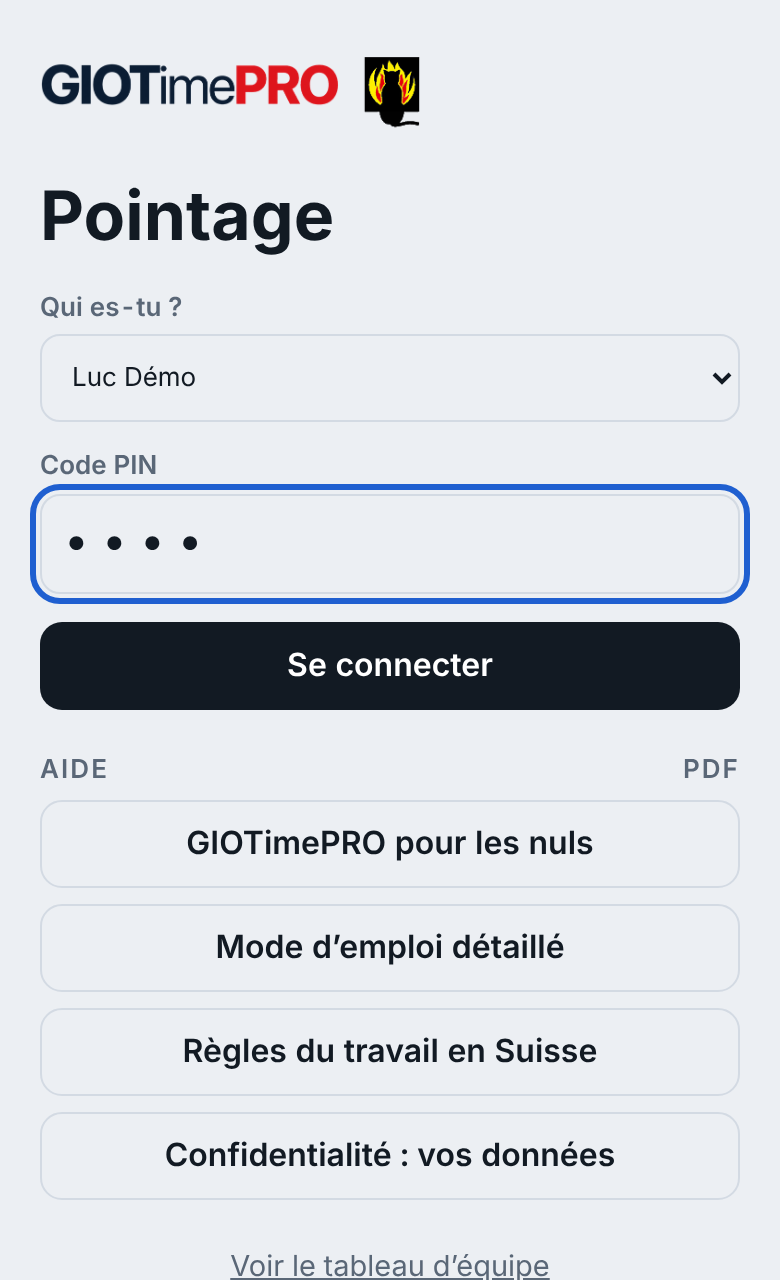 GIOTimePRO
Pointage
Qui es-tu ?
Luc Démo
Code PIN
••••
Se connecter
AIDE PDF
GIOTimePRO pour les nuls
Mode d’emploi détaillé
Règles du travail en Suisse
Confidentialité : vos données
Voir le tableau d’équipe